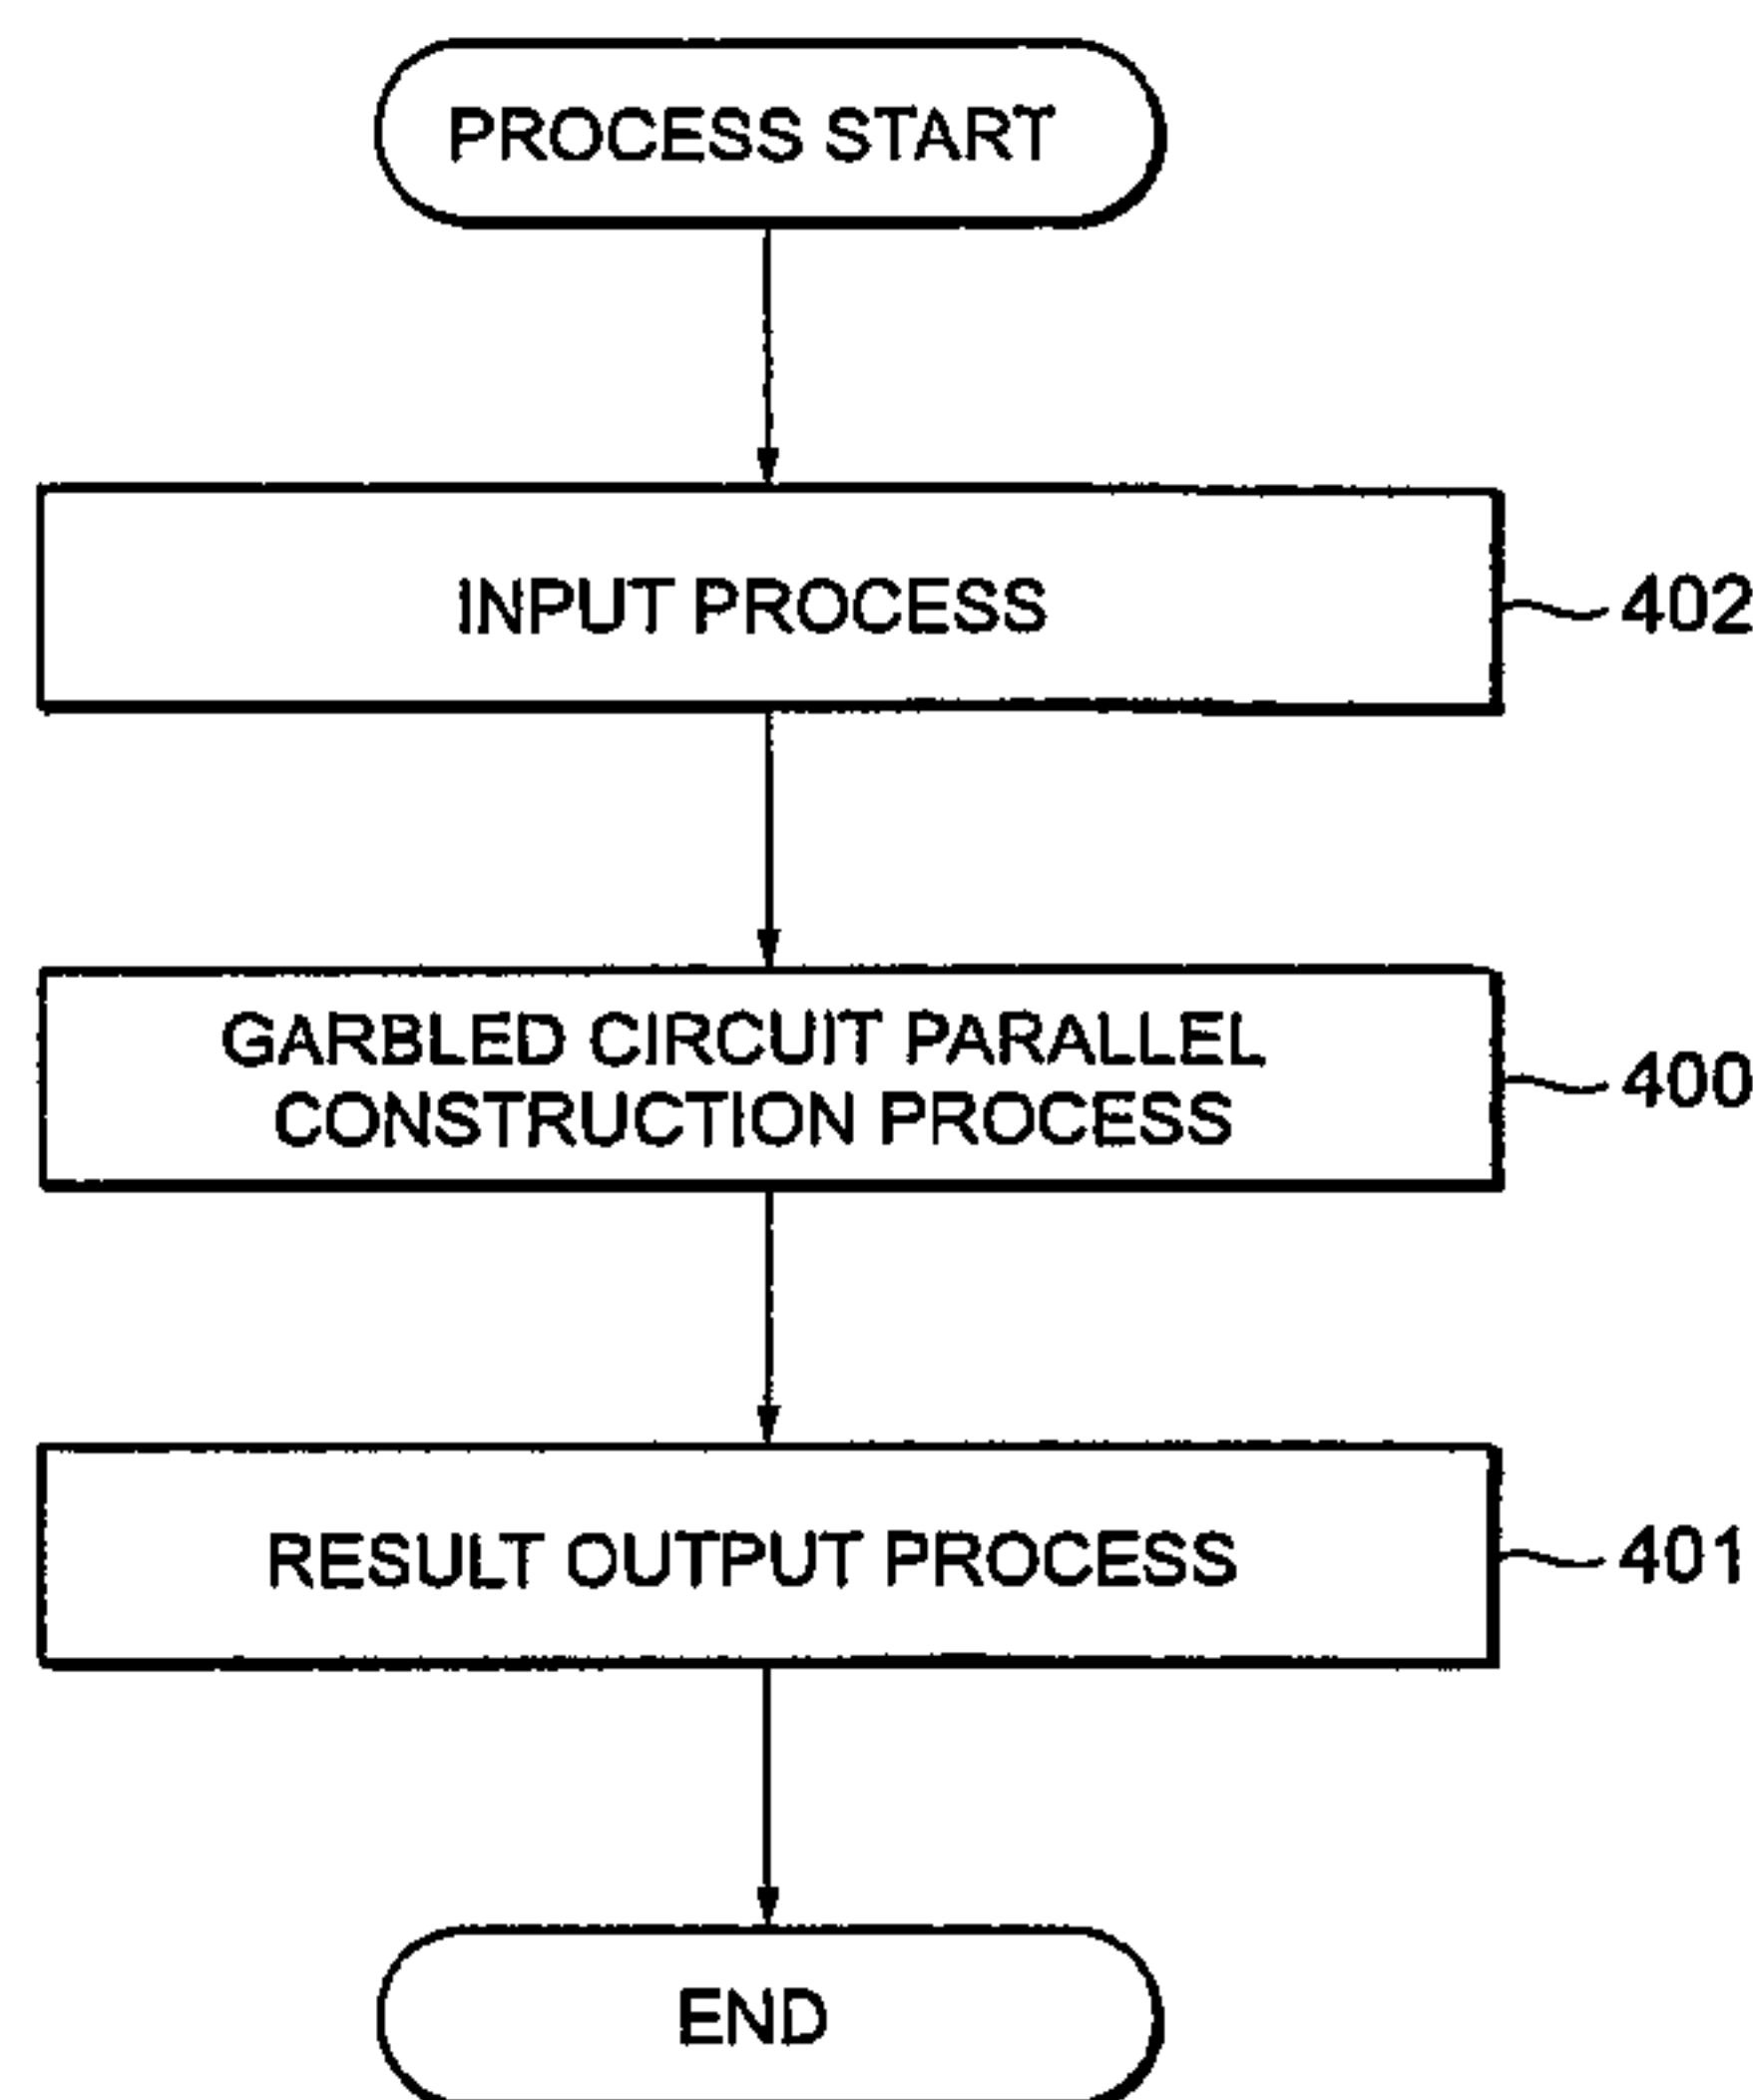 PROCESS START
INPUT PROCESS
402
GARBLED CIRCUIT PARALLEL
CONSTRUCTION PROCESS
400
RESULT OUTPUT PROCESS
401
END